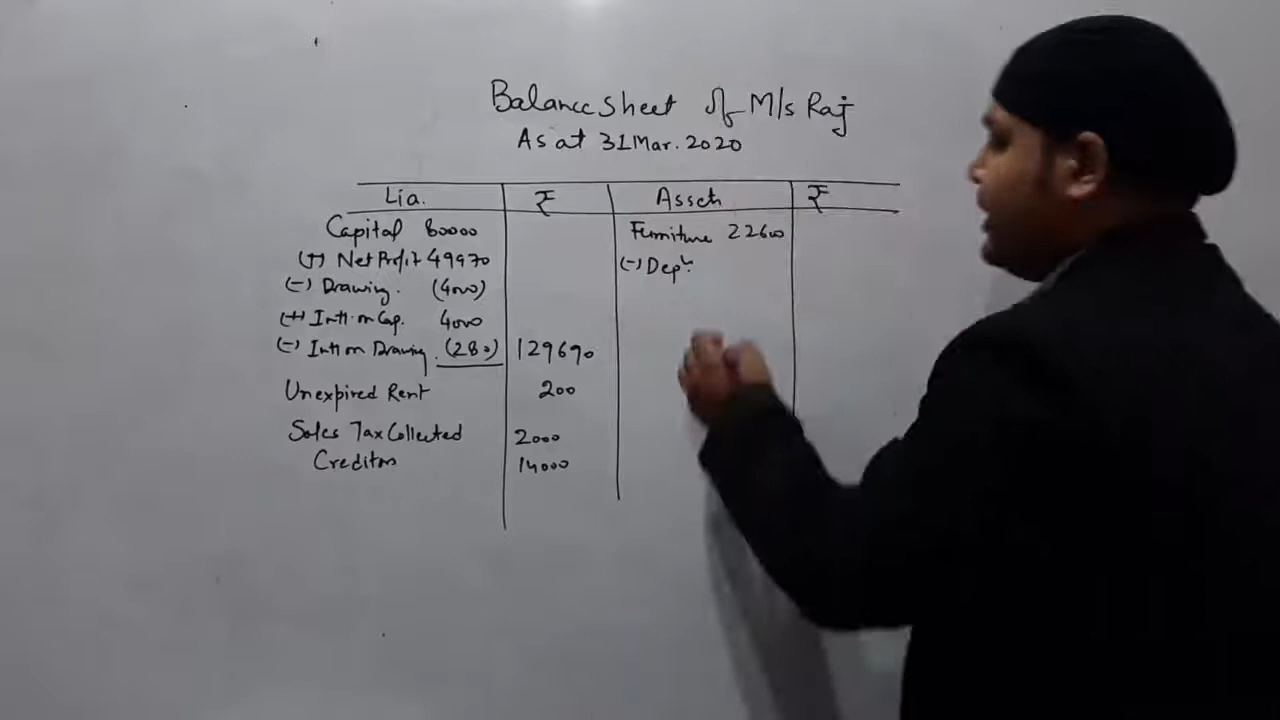 Balance Sheet of M/s Raj
As at 31 Mar. 2020
Lia. ₹ Assets ₹
Capital 80000 Furniture 22600
(+) Net Profit 49970 (-) Depn.
(-) Drawing. (4000)
(+) Intt. on Cap. 4000
(-) Intt on Drawing. (280) 129690
Unexpired Rent 200
Sales Tax Collected 2000
Creditors 14000